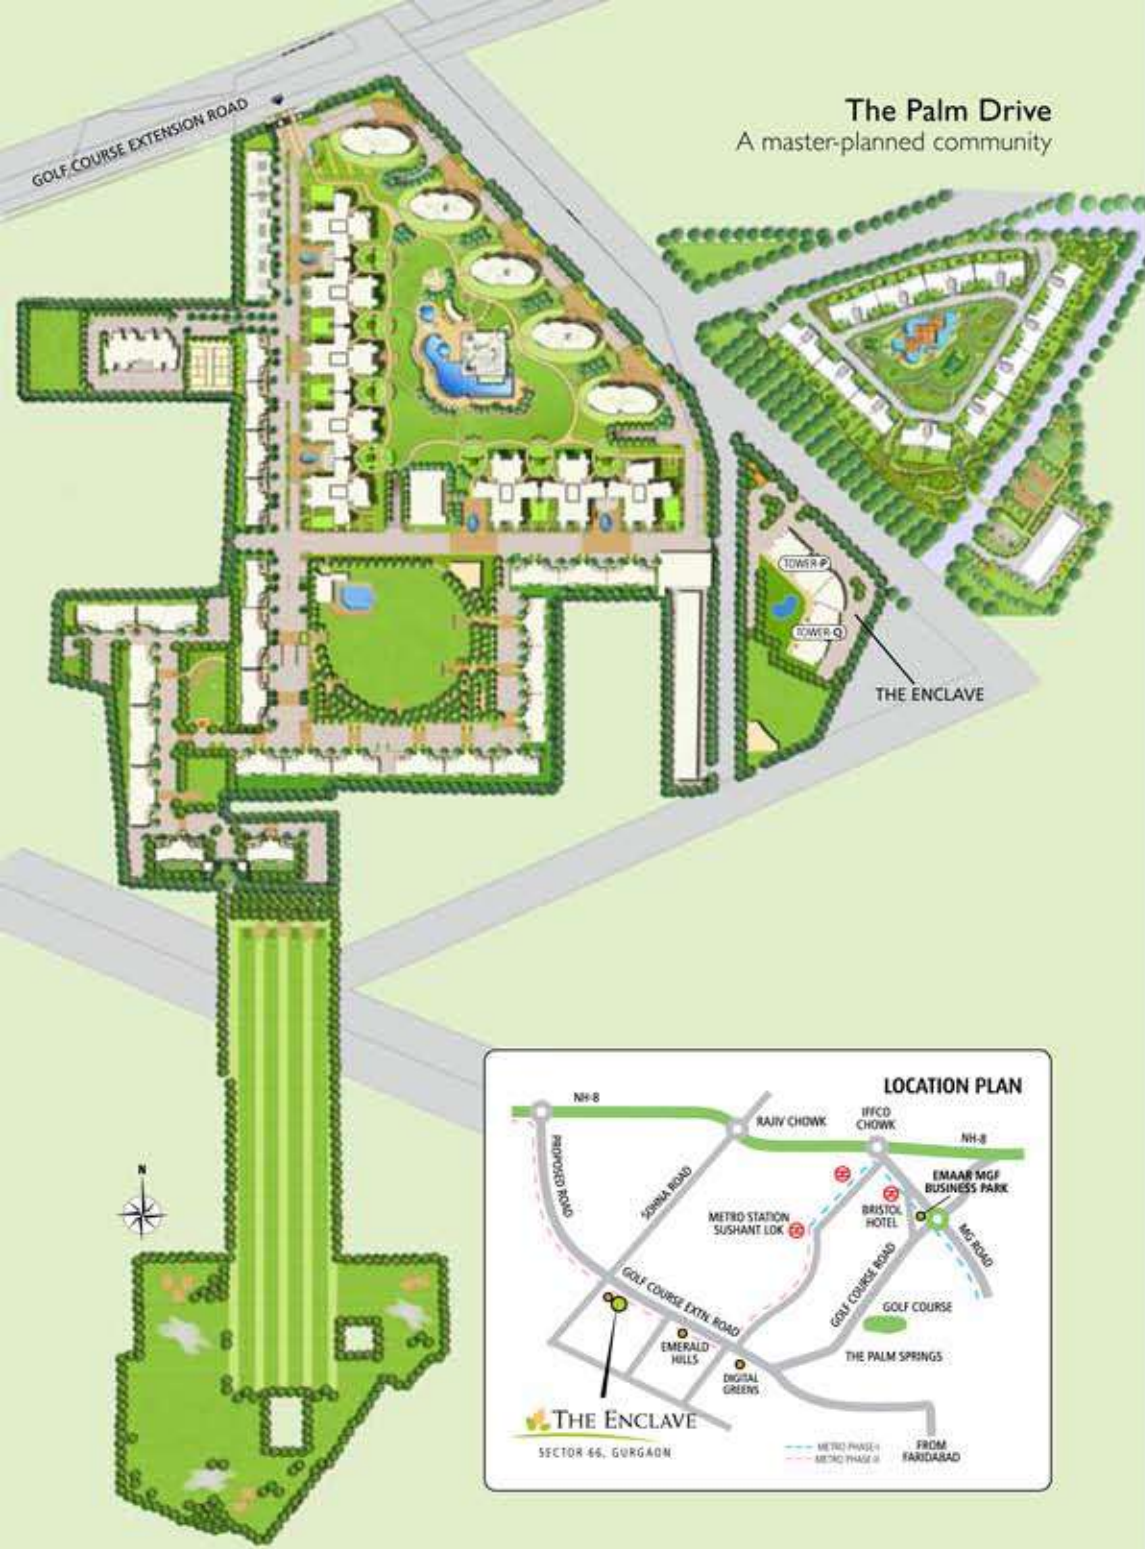 The Palm Drive
A master-planned community
GOLF COURSE EXTENSION ROAD
TOWER-P
TOWER-Q
THE ENCLAVE
N
LOCATION PLAN
NH-8
RAJIV CHOWK
IFFCO
CHOWK
NH-8
PROPOSED ROAD
SOHNA ROAD
METRO STATION
SUSHANT LOK
BRISTOL
HOTEL
EMAAR MGF
BUSINESS PARK
MG ROAD
GOLF COURSE ROAD
GOLF COURSE EXTN. ROAD
GOLF COURSE
THE PALM SPRINGS
EMERALD
HILLS
DIGITAL
GREENS
THE ENCLAVE
SECTOR 66, GURGAON
METRO PHASE-I
METRO PHASE-II
FROM
FARIDABAD